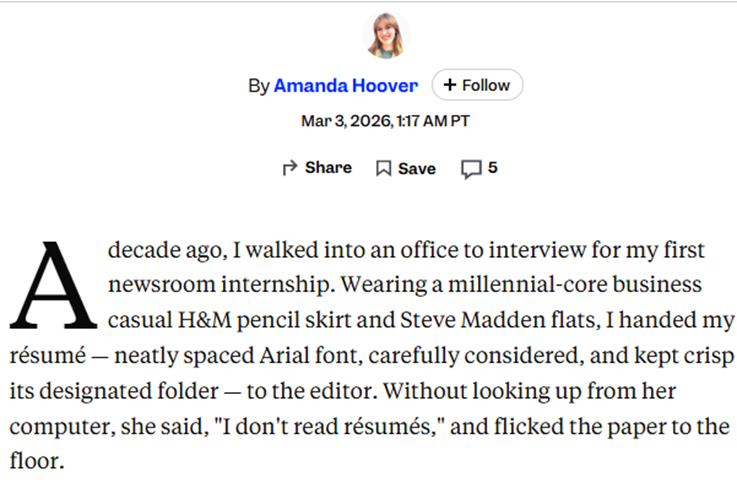 By Amanda Hoover + Follow
Mar 3, 2026, 1:17 AM PT
Share Save 5
A decade ago, I walked into an office to interview for my first
newsroom internship. Wearing a millennial-core business
casual H&M pencil skirt and Steve Madden flats, I handed my
résumé — neatly spaced Arial font, carefully considered, and kept crisp
its designated folder — to the editor. Without looking up from her
computer, she said, "I don't read résumés," and flicked the paper to the
floor.